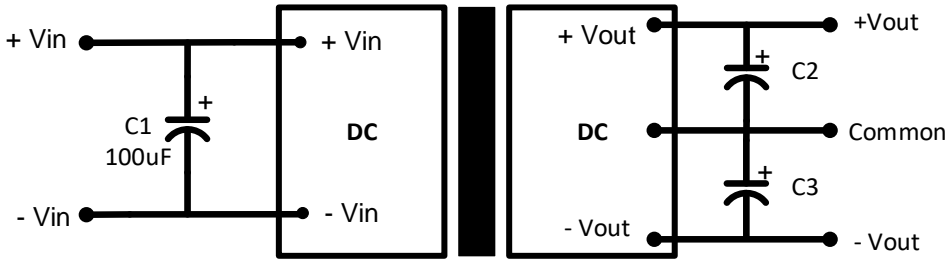 + Vin
+ Vin
+
C1
100uF
DC
- Vin
- Vin
+ Vout
+Vout
+
C2
DC
Common
+
C3
- Vout
- Vout